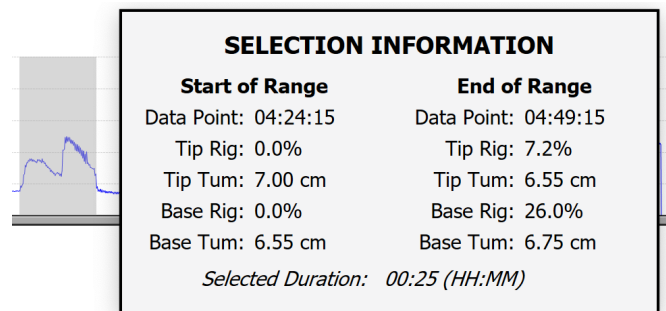 SELECTION INFORMATION
Start of Range End of Range
Data Point: 04:24:15 Data Point: 04:49:15
Tip Rig: 0.0% Tip Rig: 7.2%
Tip Tum: 7.00 cm Tip Tum: 6.55 cm
Base Rig: 0.0% Base Rig: 26.0%
Base Tum: 6.55 cm Base Tum: 6.75 cm
Selected Duration: 00:25 (HH:MM)